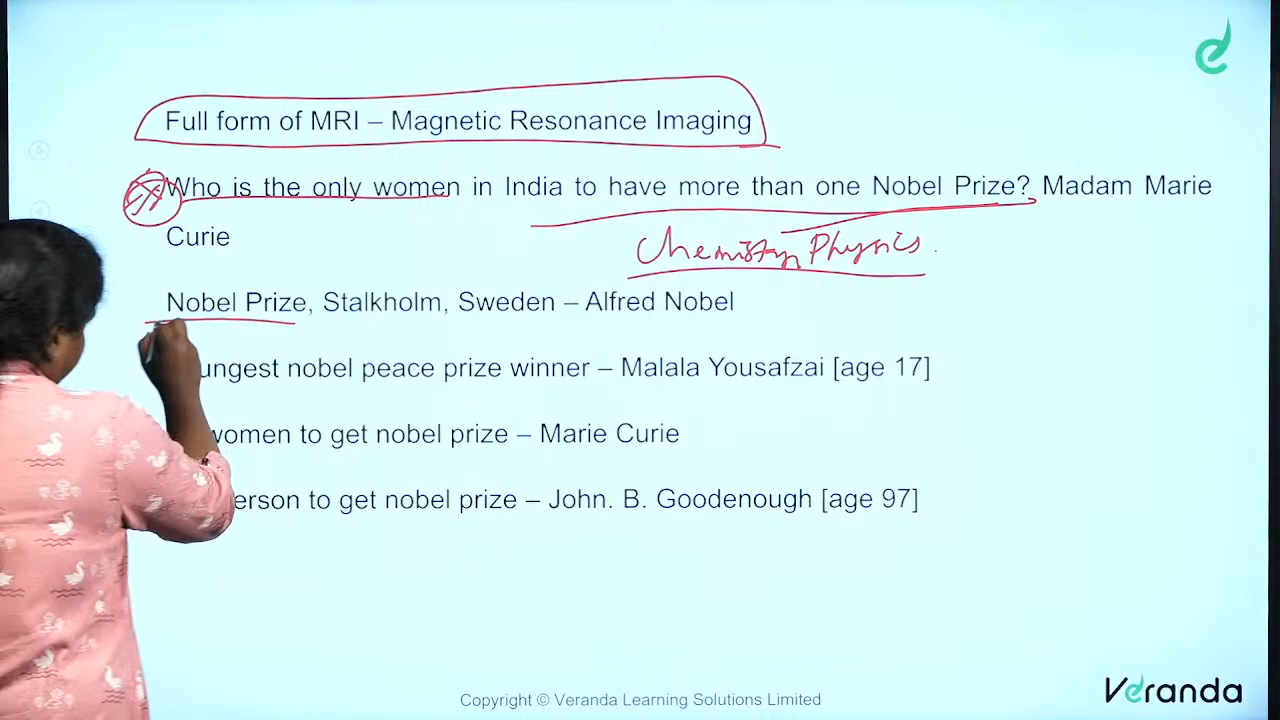 Full form of MRI – Magnetic Resonance Imaging
Who is the only women in India to have more than one Nobel Prize? Madam Marie
Curie
Chemistry, Physics.
Nobel Prize, Stalkholm, Sweden – Alfred Nobel
ungest nobel peace prize winner – Malala Yousafzai [age 17]
women to get nobel prize – Marie Curie
erson to get nobel prize – John. B. Goodenough [age 97]
Copyright © Veranda Learning Solutions Limited
Veranda